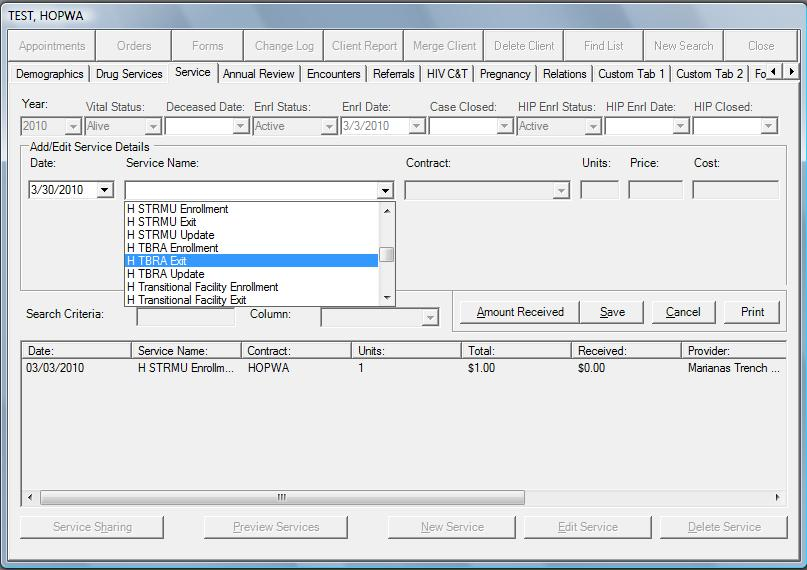 TEST, HOPWA
Appointments Orders Forms Change Log Client Report Merge Client Delete Client Find List New Search Close
Demographics Drug Services Service Annual Review Encounters Referrals HIV C&T Pregnancy Relations Custom Tab 1 Custom Tab 2 Fo
Year: Vital Status: Deceased Date: Enrl Status: Enrl Date: Case Closed: HIP Enrl Status: HIP Enrl Date: HIP Closed:
2010 Alive Active 3/3/2010 Active
Add/Edit Service Details
Date: Service Name: Contract: Units: Price: Cost:
3/30/2010
H STRMU Enrollment
H STRMU Exit
H STRMU Update
H TBRA Enrollment
H TBRA Exit
H TBRA Update
H Transitional Facility Enrollment
H Transitional Facility Exit
Search Criteria: Column: Amount Received Save Cancel Print
Date: Service Name: Contract: Units: Total: Received: Provider:
03/03/2010 H STRMU Enrollm... HOPWA 1 $1.00 $0.00 Marianas Trench ...
Service Sharing Preview Services New Service Edit Service Delete Service